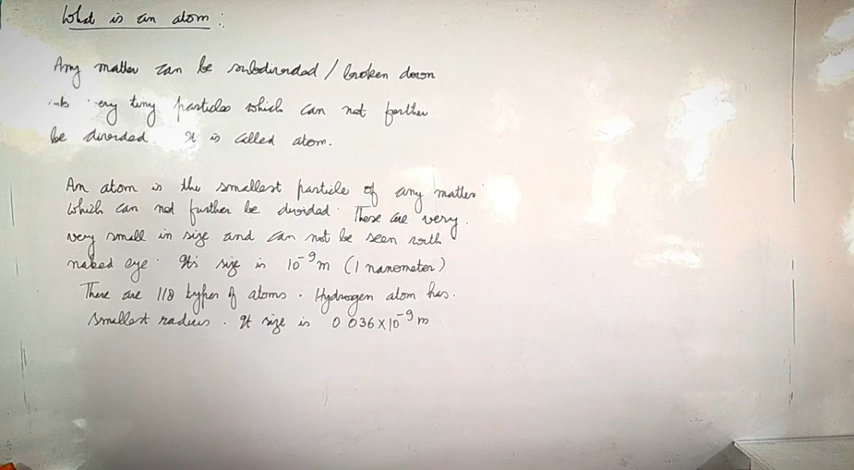 What is an atom :
Any matter can be subdivided / broken down
into very tiny particles which can not further
be divided. It is called atom.
An atom is the smallest particle of any matter
which can not further be divided. These are very
very small in size and can not be seen with
naked eye. It's size is 10⁻⁹m (1 nanometer)
There are 118 types of atoms. Hydrogen atom has.
smallest radius. It size is 0.036×10⁻⁹m